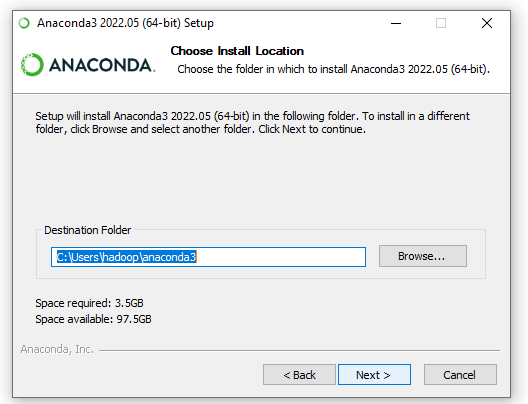 Anaconda3 2022.05 (64-bit) Setup
ANACONDA.
Choose Install Location
Choose the folder in which to install Anaconda3 2022.05 (64-bit).
Setup will install Anaconda3 2022.05 (64-bit) in the following folder. To install in a different
folder, click Browse and select another folder. Click Next to continue.
Destination Folder
C:\Users\hadoop\anaconda3
Browse...
Space required: 3.5GB
Space available: 97.5GB
Anaconda, Inc.
< Back
Next >
Cancel